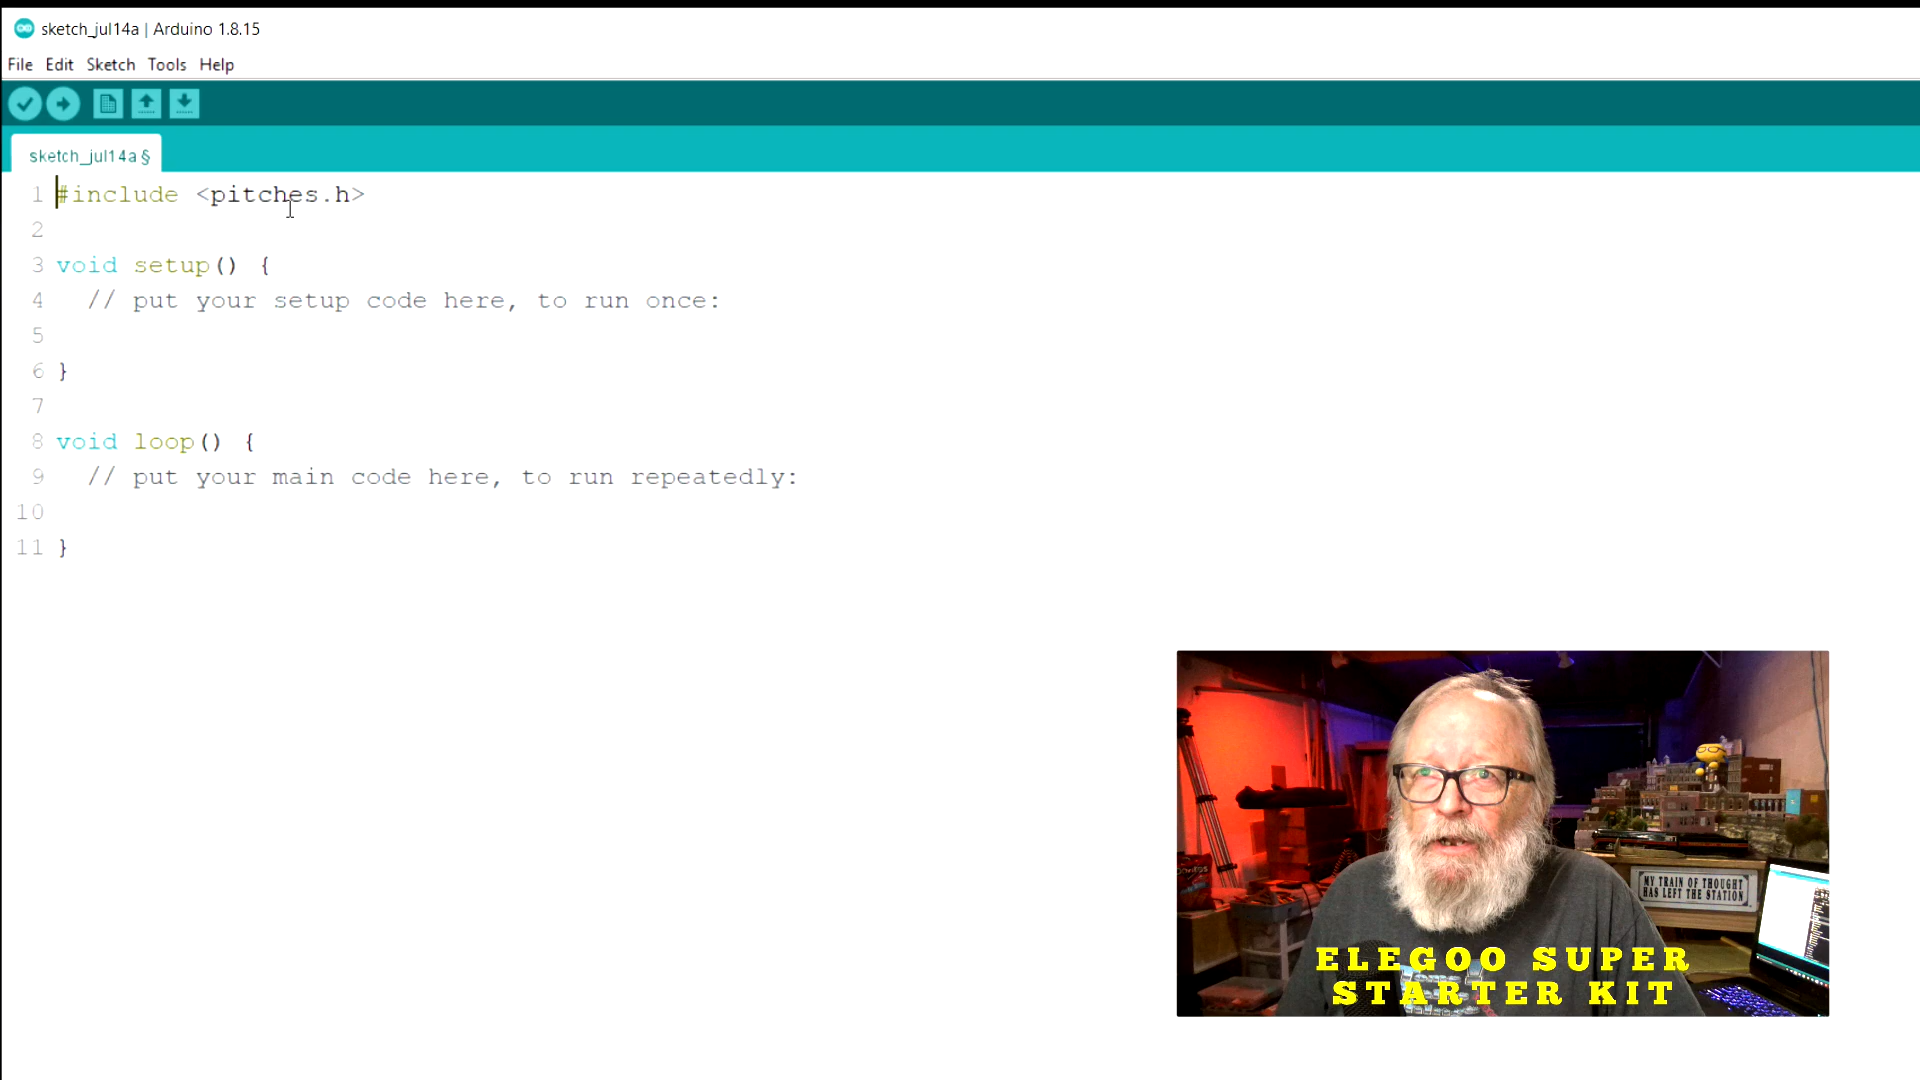 sketch_jul14a | Arduino 1.8.15
File Edit Sketch Tools Help
sketch_jul14a §
1 #include <pitches.h>
2
3 void setup() {
4 // put your setup code here, to run once:
5
6 }
7
8 void loop() {
9 // put your main code here, to run repeatedly:
10
11 }
MY TRAIN OF THOUGHT
HAS LEFT THE STATION
ELEGOO SUPER
STARTER KIT